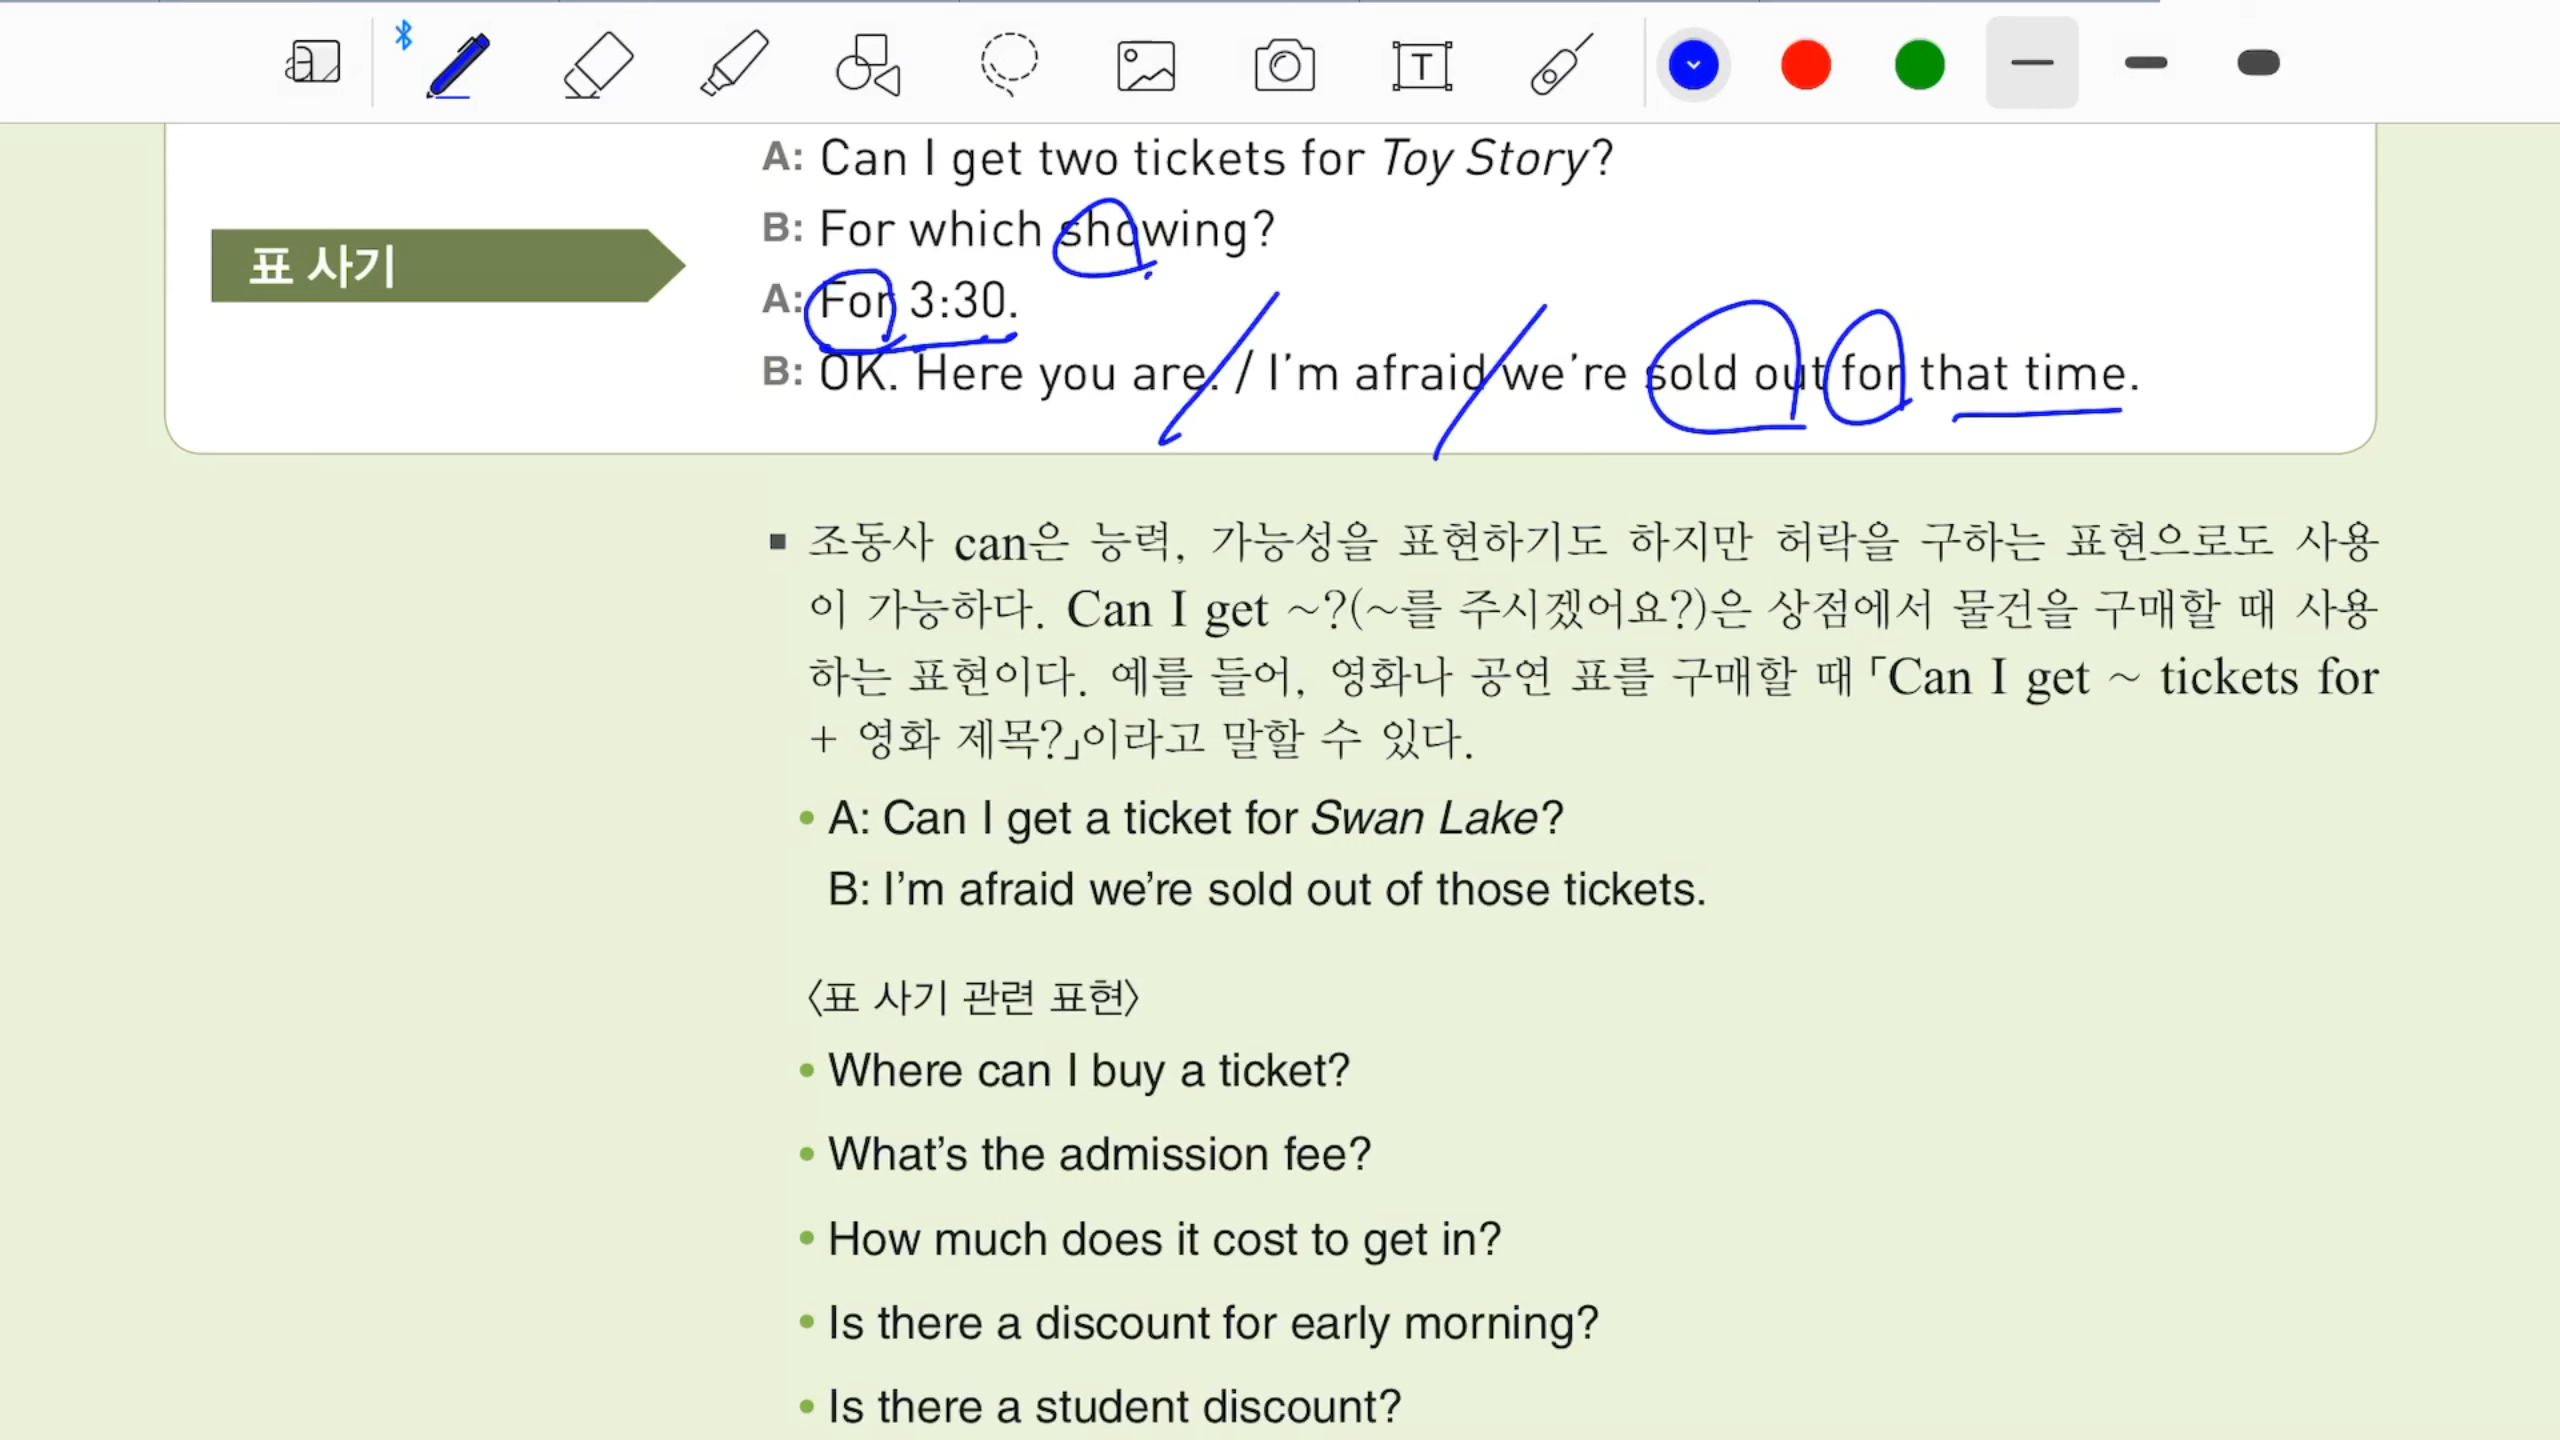 A: Can I get two tickets for Toy Story?
B: For which showing?
표 사기
A: For 3:30.
B: OK. Here you are. / I'm afraid we're sold out for that time.
■ 조동사 can은 능력, 가능성을 표현하기도 하지만 허락을 구하는 표현으로도 사용
이 가능하다. Can I get ~?(~를 주시겠어요?)은 상점에서 물건을 구매할 때 사용
하는 표현이다. 예를 들어, 영화나 공연 표를 구매할 때 「Can I get ~ tickets for
+ 영화 제목?」이라고 말할 수 있다.
• A: Can I get a ticket for Swan Lake?
B: I'm afraid we're sold out of those tickets.
〈표 사기 관련 표현〉
• Where can I buy a ticket?
• What's the admission fee?
• How much does it cost to get in?
• Is there a discount for early morning?
• Is there a student discount?